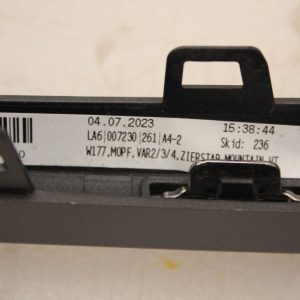 04.07.2023 15:38:44
LA6|007230|261|A4-2 Skid: 236
W177,MOPF,VAR2/3/4,ZIERSTAB,MOUNTAIN,